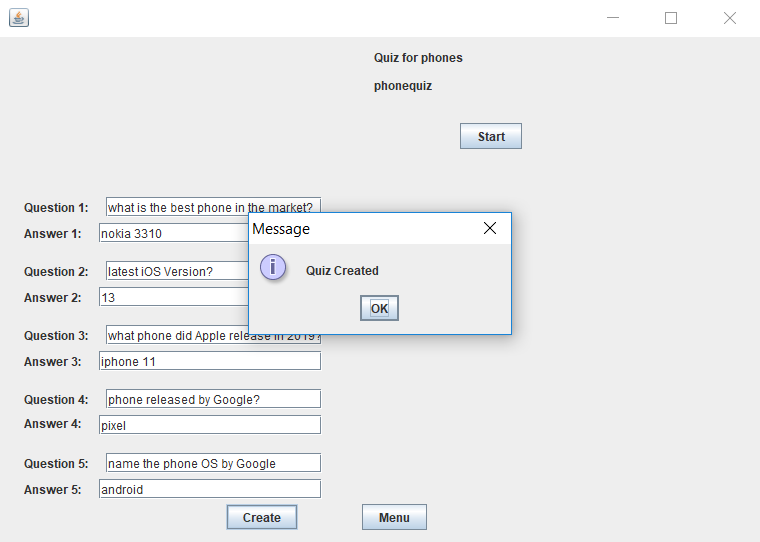 Quiz for phones
phonequiz
Start
Question 1: what is the best phone in the market?
Answer 1: nokia 3310
Message
Quiz Created
OK
Question 2: latest iOS Version?
Answer 2: 13
Question 3: what phone did Apple release in 2019?
Answer 3: iphone 11
Question 4: phone released by Google?
Answer 4: pixel
Question 5: name the phone OS by Google
Answer 5: android
Create Menu